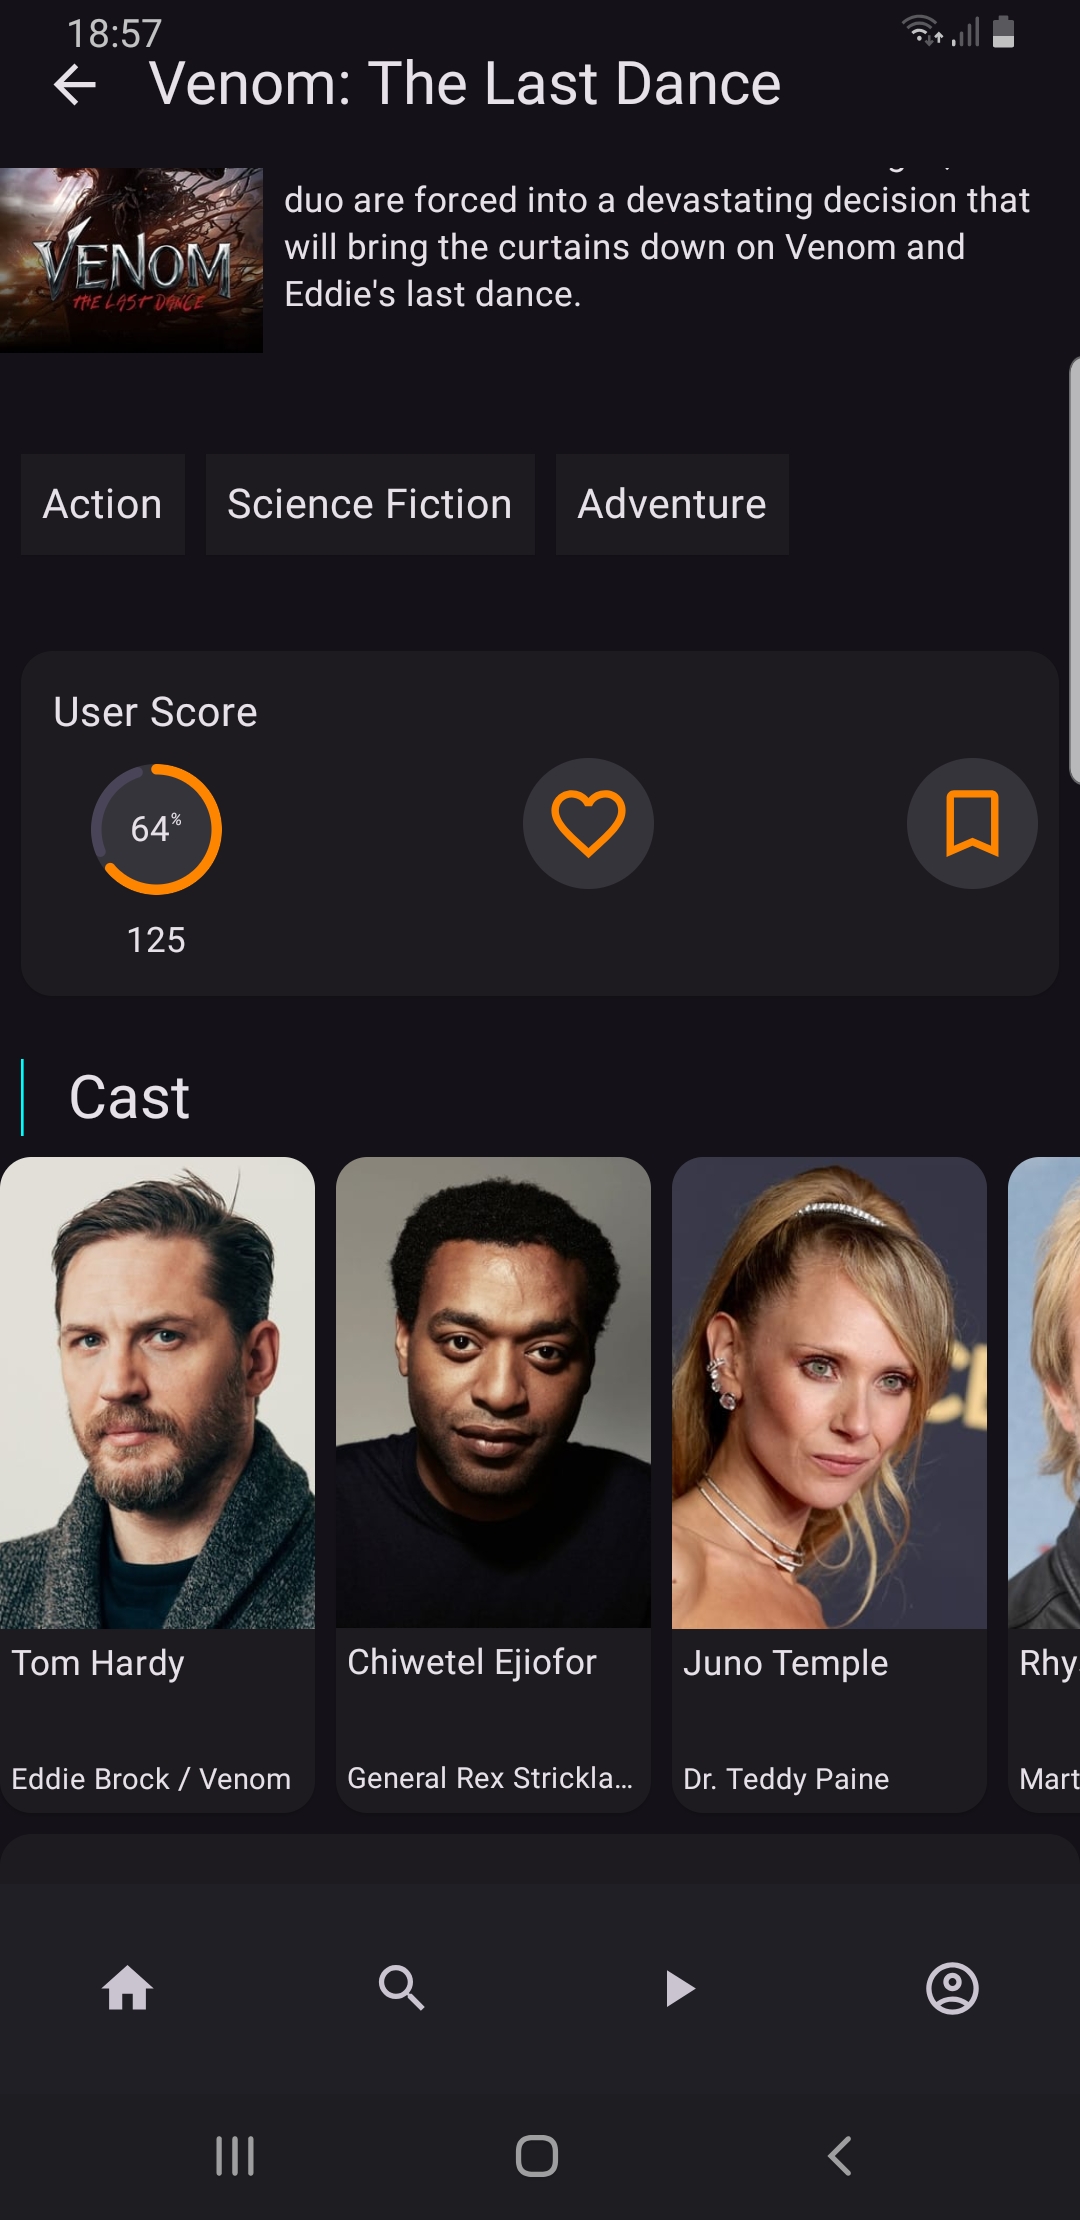 18:57
Venom: The Last Dance
VENOM
THE LAST DANCE
duo are forced into a devastating decision that
will bring the curtains down on Venom and
Eddie's last dance.
Action
Science Fiction
Adventure
User Score
64%
125
Cast
Tom Hardy
Chiwetel Ejiofor
Juno Temple
Rhy
Eddie Brock / Venom
General Rex Strickla...
Dr. Teddy Paine
Mart